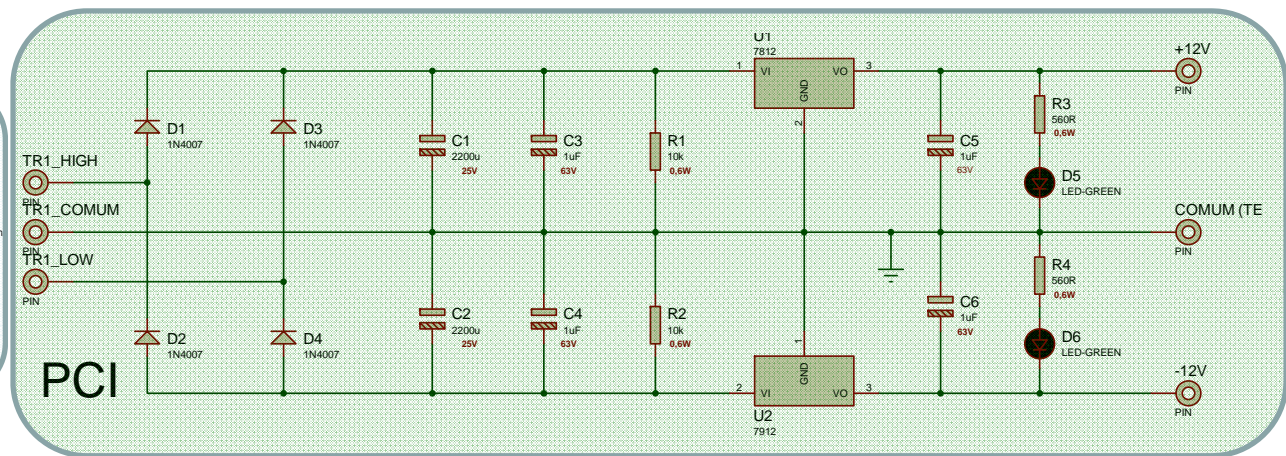 U1
7812
1
VI
VO
3
GND
2
+12V
PIN
D1
1N4007
D3
1N4007
C1
2200u
25V
C3
1uF
63V
R1
10k
0,6W
C5
1uF
63V
R3
560R
0,6W
D5
LED-GREEN
TR1_HIGH
PIN
TR1_COMUM
PIN
TR1_LOW
PIN
COMUM (TE
PIN
D2
1N4007
D4
1N4007
C2
2200u
25V
C4
1uF
63V
R2
10k
0,6W
C6
1uF
63V
R4
560R
0,6W
D6
LED-GREEN
1
GND
2
VI
VO
3
U2
7912
-12V
PIN
PCI